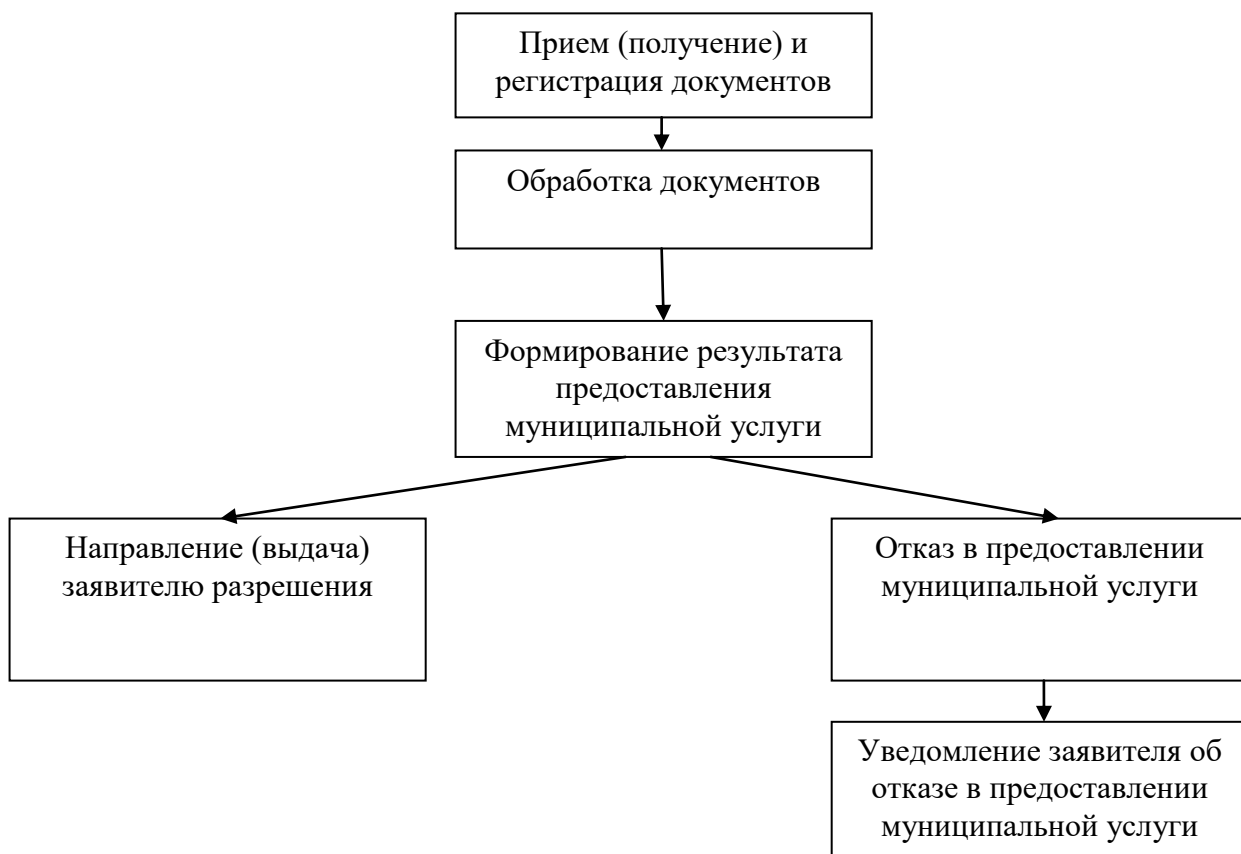 Прием (получение) и
регистрация документов
Обработка документов
Формирование результата
предоставления
муниципальной услуги
Направление (выдача)
заявителю разрешения
Отказ в предоставлении
муниципальной услуги
Уведомление заявителя об
отказе в предоставлении
муниципальной услуги